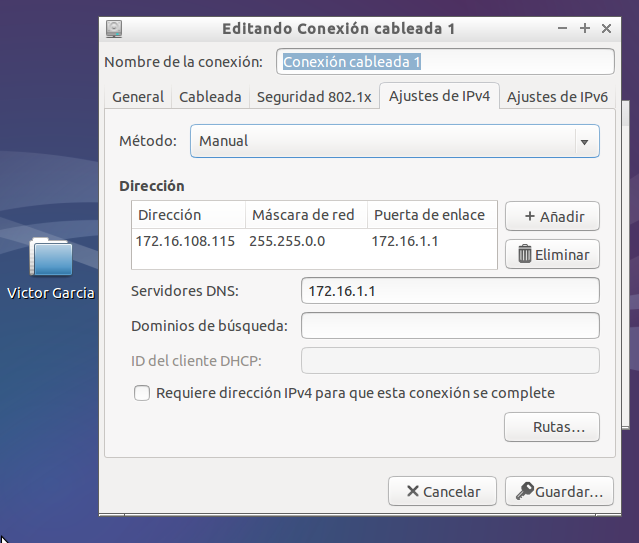 Editando Conexión cableada 1
Nombre de la conexión: Conexión cableada 1
General Cableada Seguridad 802.1x Ajustes de IPv4 Ajustes de IPv6
Método: Manual
Dirección
Dirección Máscara de red Puerta de enlace
+ Añadir
172.16.108.115 255.255.0.0 172.16.1.1
Eliminar
Victor Garcia
Servidores DNS: 172.16.1.1
Dominios de búsqueda:
ID del cliente DHCP:
Requiere dirección IPv4 para que esta conexión se complete
Rutas...
Cancelar Guardar...